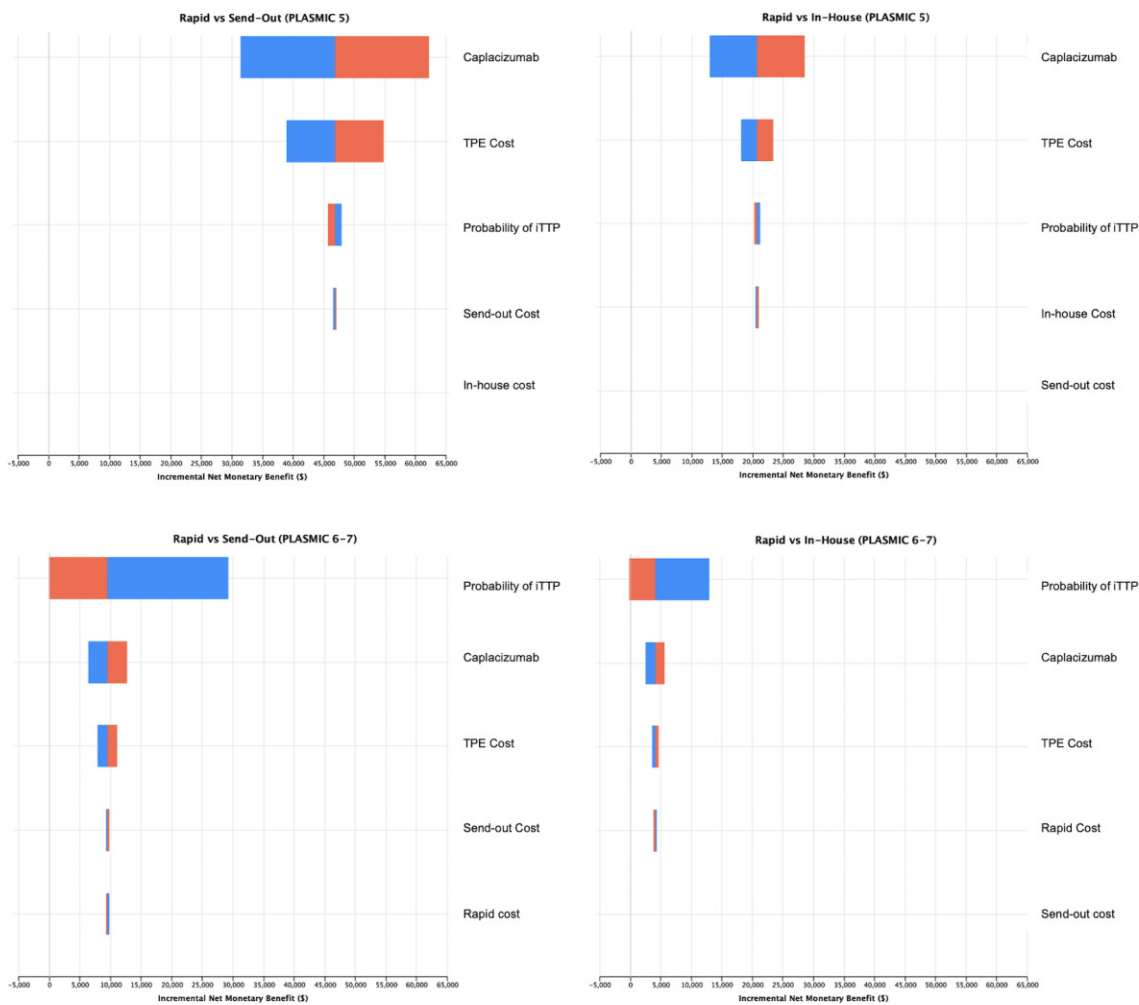 Rapid vs Send-Out (PLASMIC 5)
Caplacizumab
TPE Cost
Probability of iTTP
Send-out Cost
In-house cost
-5,000 0 5,000 10,000 15,000 20,000 25,000 30,000 35,000 40,000 45,000 50,000 55,000 60,000 65,000
Incremental Net Monetary Benefit ($)
Rapid vs In-House (PLASMIC 5)
Caplacizumab
TPE Cost
Probability of iTTP
In-house Cost
Send-out cost
-5,000 0 5,000 10,000 15,000 20,000 25,000 30,000 35,000 40,000 45,000 50,000 55,000 60,000 65,000
Incremental Net Monetary Benefit ($)
Rapid vs Send-Out (PLASMIC 6-7)
Probability of iTTP
Caplacizumab
TPE Cost
Send-out Cost
Rapid cost
-5,000 0 5,000 10,000 15,000 20,000 25,000 30,000 35,000 40,000 45,000 50,000 55,000 60,000 65,000
Incremental Net Monetary Benefit ($)
Rapid vs In-House (PLASMIC 6-7)
Probability of iTTP
Caplacizumab
TPE Cost
Rapid Cost
Send-out cost
-5,000 0 5,000 10,000 15,000 20,000 25,000 30,000 35,000 40,000 45,000 50,000 55,000 60,000 65,000
Incremental Net Monetary Benefit ($)